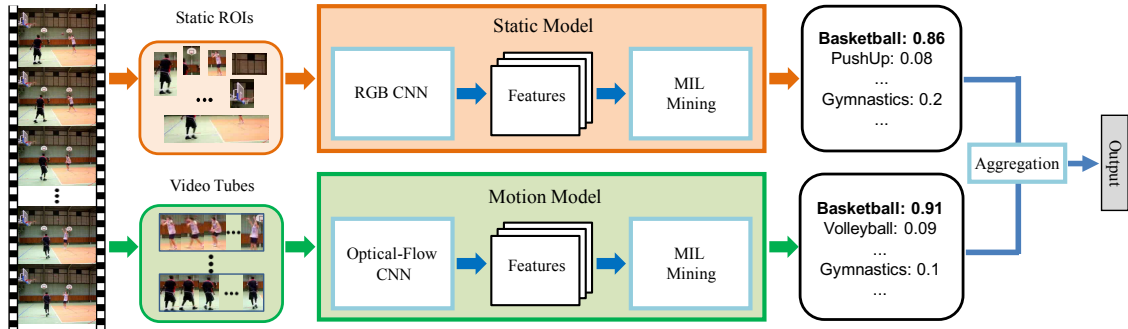 Static ROIs
Static Model
RGB CNN
Features
MIL
Mining
Basketball: 0.86
PushUp: 0.08
...
Gymnastics: 0.2
...
Video Tubes
Motion Model
Optical-Flow
CNN
Features
MIL
Mining
Basketball: 0.91
Volleyball: 0.09
...
Gymnastics: 0.1
...
Aggregation
Output